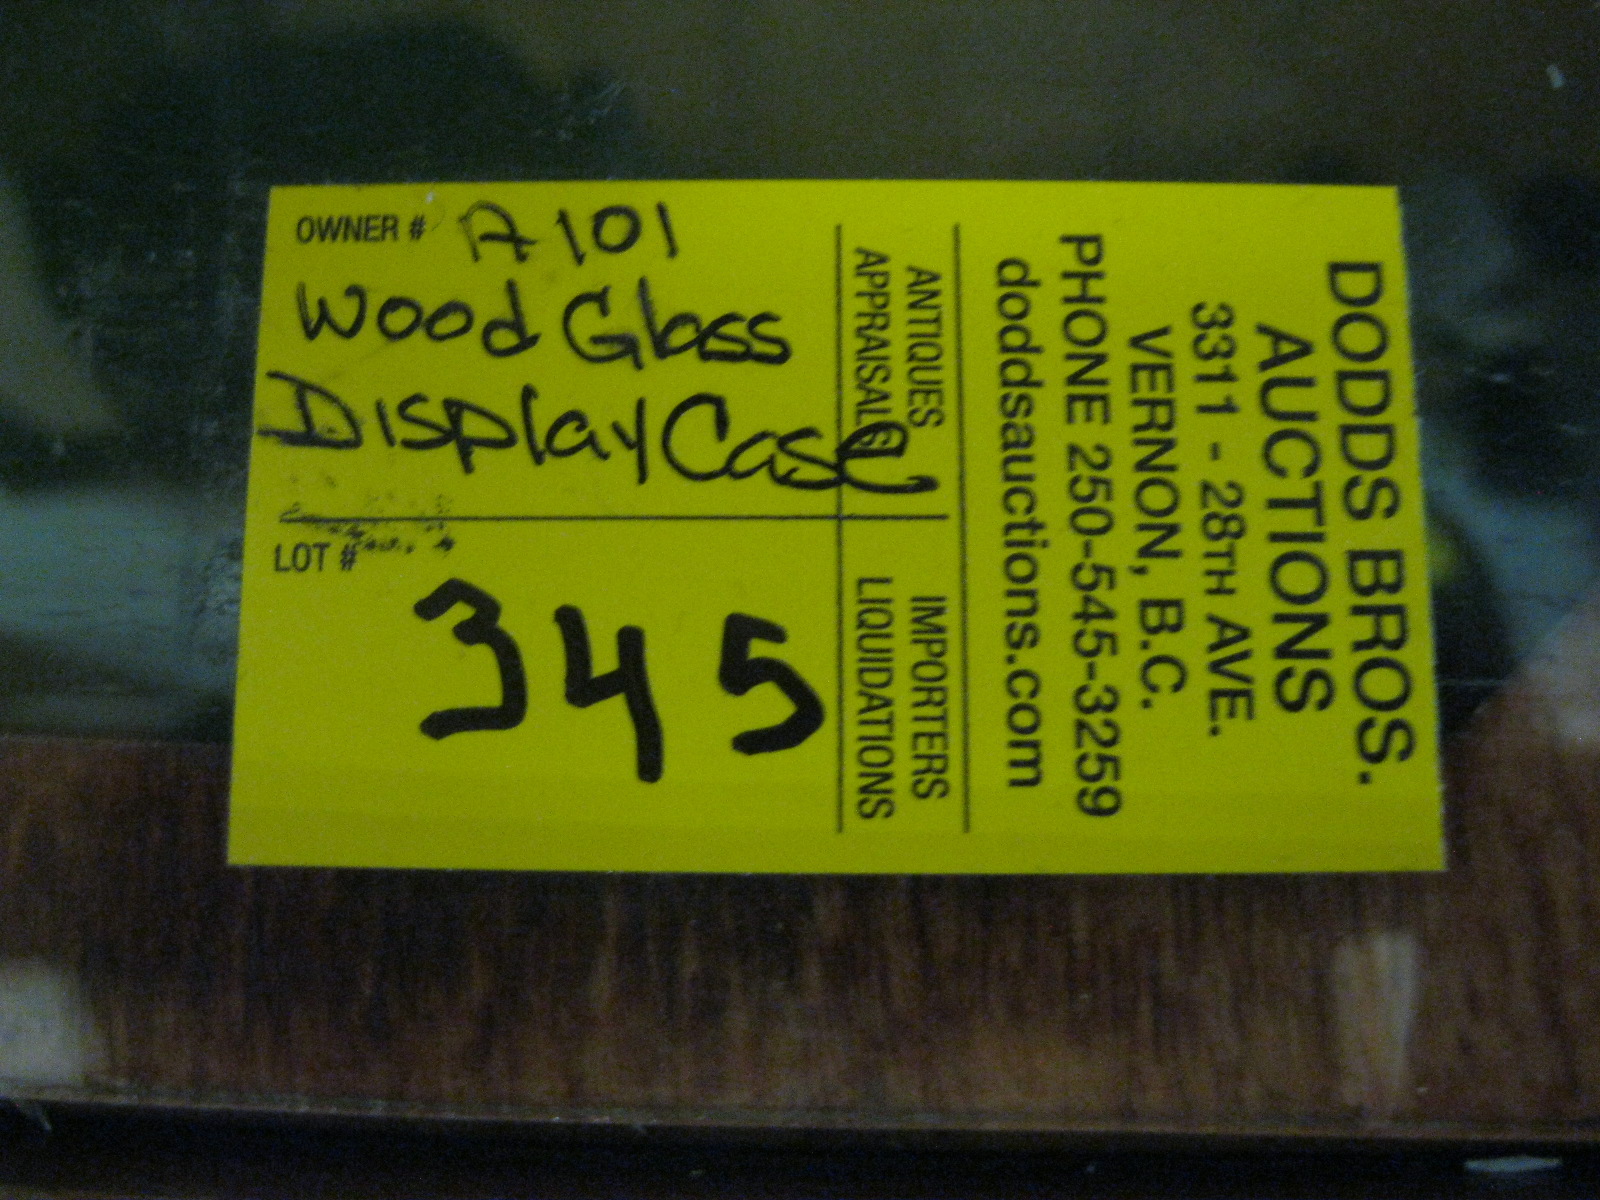 OWNER # A101
Wood Glass
Display Case
LOT #
345
ANTIQUES
APPRAISALS
IMPORTERS
LIQUIDATIONS
DODDS BROS.
AUCTIONS
3311 - 28TH AVE.
VERNON, B.C.
PHONE 250-545-3259
doddsauctions.com